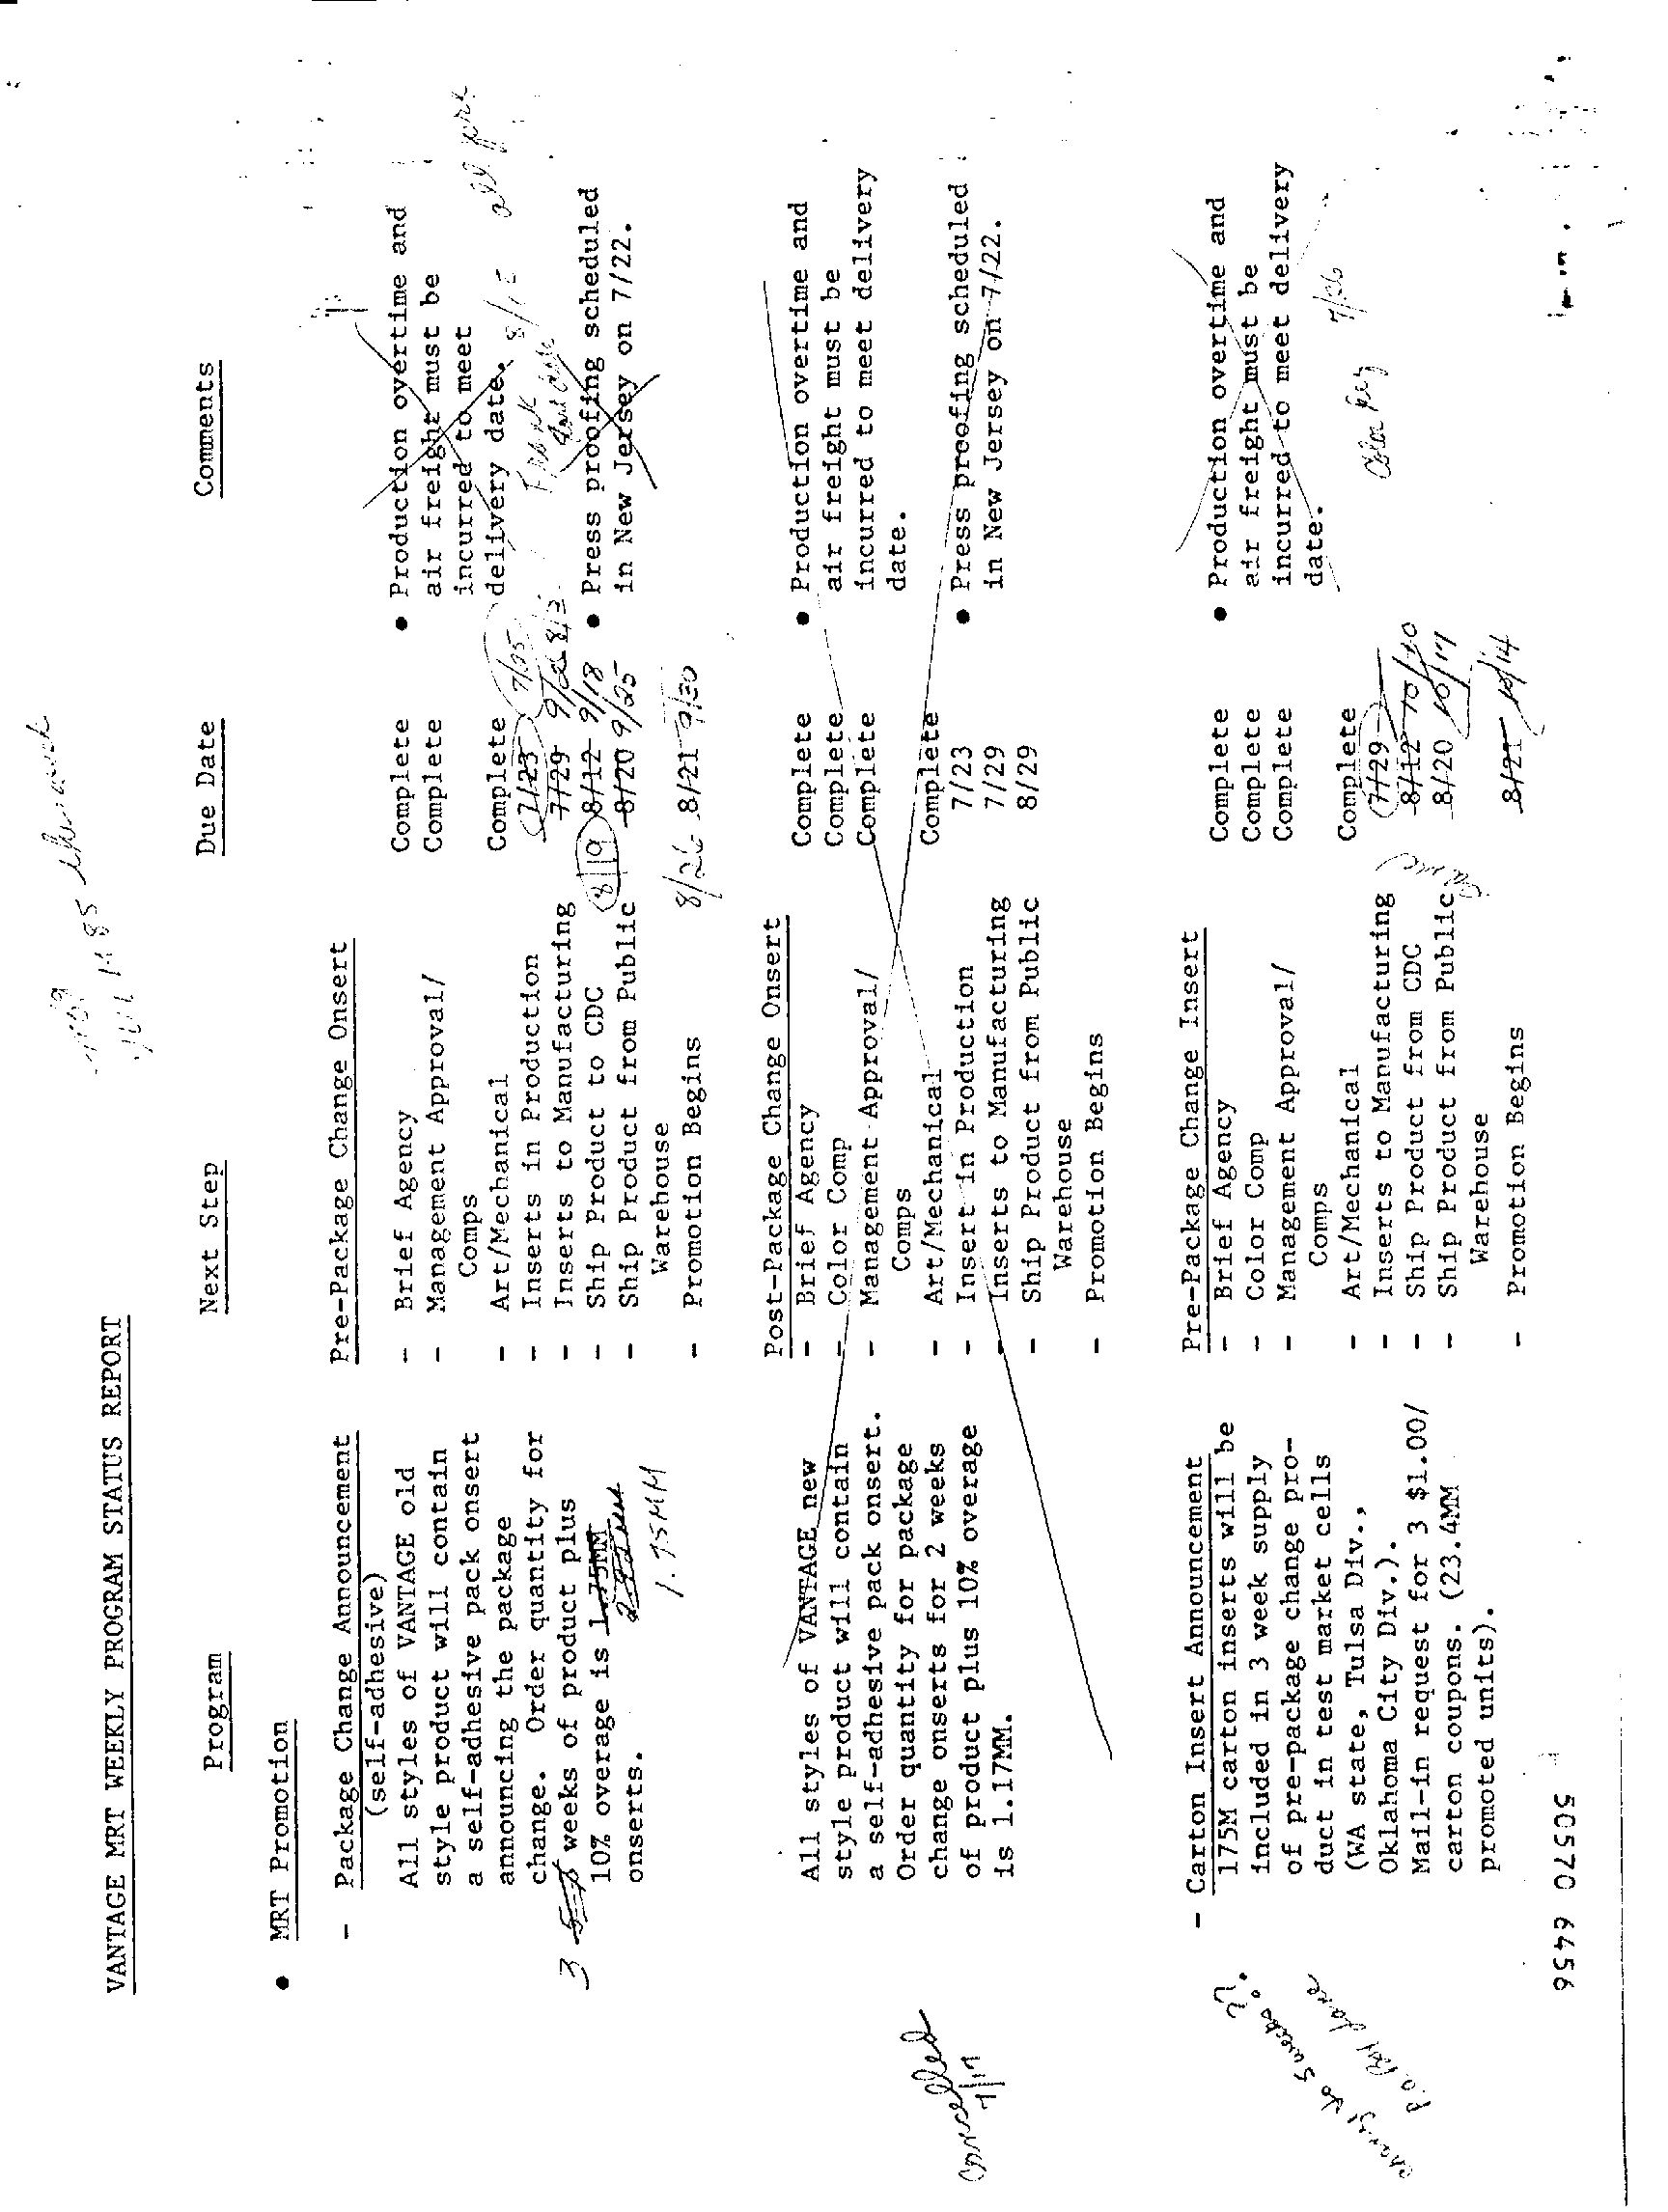 VANTAGE MRT WEEKLY PROGRAM STATUS REPORT
Program
Next Step
Due Date
Comments
• MRT Promotion
- Package Change Announcement
(self-adhesive)
All styles of VANTAGE old
style product will contain
a self-adhesive pack onsert
announcing the package
change. Order quantity for
3 weeks of product plus
10% overage is 1.75MM
1.75MM
onserts.
Pre-Package Change Onsert
- Brief Agency Complete
- Management Approval/ Complete
Comps
- Art/Mechanical Complete
- Inserts in Production 7/23 7/25
- Inserts to Manufacturing 7/29
- Ship Product to CDC 8/19 8/12 9/18
- Ship Product from Public 8/20 9/25
Warehouse
- Promotion Begins 8/26 8/21 9/30
• Production overtime and
air freight must be
incurred to meet
delivery date. 8/15
• Press proofing scheduled
in New Jersey on 7/22.
All styles of VANTAGE new
style product will contain
a self-adhesive pack onsert.
Order quantity for package
change onserts for 2 weeks
of product plus 10% overage
is 1.17MM.
Cancelled
7/17
Post-Package Change Onsert
- Brief Agency Complete
- Color Comp Complete
- Management Approval/ Complete
Comps
- Art/Mechanical Complete
- Insert in Production 7/23
- Inserts to Manufacturing 7/29
- Ship Product from Public 8/29
Warehouse
- Promotion Begins
• Production overtime and
air freight must be
incurred to meet delivery
date.
• Press proofing scheduled
in New Jersey on 7/22.
- Carton Insert Announcement
175M carton inserts will be
included in 3 week supply
of pre-package change pro-
duct in test market cells
(WA state, Tulsa Div.,
Oklahoma City Div.).
Mail-in request for 3 $1.00/
carton coupons. (23.4MM
promoted units).
change to 5 weeks
Pre-Package Change Insert
- Brief Agency Complete
- Color Comp Complete
- Management Approval/ Complete
Comps
- Art/Mechanical Complete
- Inserts to Manufacturing 7/29
- Ship Product from CDC 8/12 10/10
- Ship Product from Public 8/20 10/17
Warehouse
- Promotion Begins 8/21 10/14
• Production overtime and
air freight must be
incurred to meet delivery
date.
Color Key 7/26
50570 6456